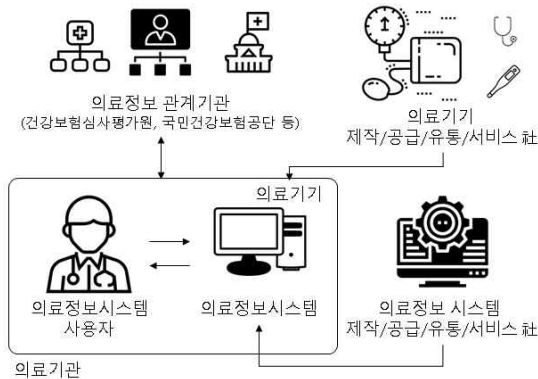 의료정보 관계기관
(건강보험심사평가원, 국민건강보험공단 등)
의료기기
제작/공급/유통/서비스 社
의료기기
의료정보시스템
사용자
의료정보시스템
의료정보 시스템
제작/공급/유통/서비스 社
의료기관